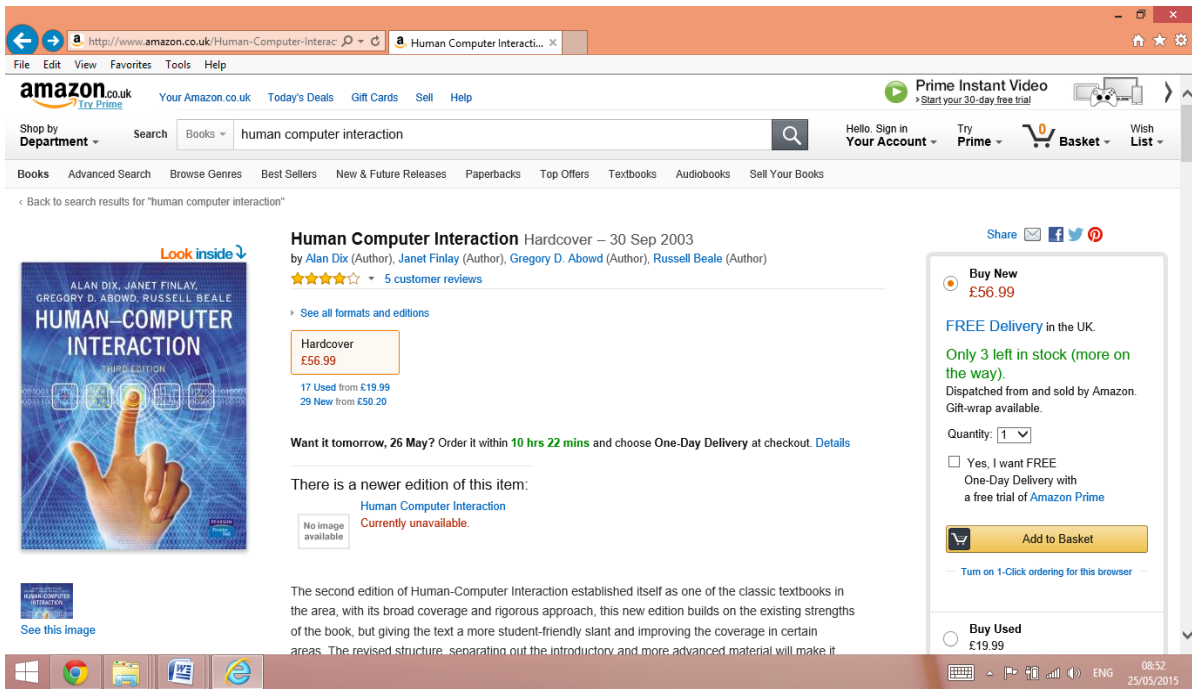 http://www.amazon.co.uk/Human-Computer-Interac
Human Computer Interacti...
File Edit View Favorites Tools Help
amazon.co.uk
Try Prime
Your Amazon.co.uk Today's Deals Gift Cards Sell Help
Prime Instant Video
Start your 30-day free trial
Shop by
Department
Search Books human computer interaction
Hello. Sign in
Your Account
Try
Prime
0
Basket
Wish
List
Books Advanced Search Browse Genres Best Sellers New & Future Releases Paperbacks Top Offers Textbooks Audiobooks Sell Your Books
‹ Back to search results for "human computer interaction"
Look inside
ALAN DIX, JANET FINLAY,
GREGORY D. ABOWD, RUSSELL BEALE
HUMAN–COMPUTER
INTERACTION
THIRD EDITION
See this image
Human Computer Interaction Hardcover – 30 Sep 2003
by Alan Dix (Author), Janet Finlay (Author), Gregory D. Abowd (Author), Russell Beale (Author)
5 customer reviews
See all formats and editions
Hardcover
£56.99
17 Used from £19.99
29 New from £50.20
Want it tomorrow, 26 May? Order it within 10 hrs 22 mins and choose One-Day Delivery at checkout. Details
There is a newer edition of this item:
No image
available
Human Computer Interaction
Currently unavailable.
The second edition of Human-Computer Interaction established itself as one of the classic textbooks in
the area, with its broad coverage and rigorous approach, this new edition builds on the existing strengths
of the book, but giving the text a more student-friendly slant and improving the coverage in certain
areas. The revised structure, separating out the introductory and more advanced material will make it
Share
Buy New
£56.99
FREE Delivery in the UK.
Only 3 left in stock (more on
the way).
Dispatched from and sold by Amazon.
Gift-wrap available.
Quantity: 1
Yes, I want FREE
One-Day Delivery with
a free trial of Amazon Prime
Add to Basket
Turn on 1-Click ordering for this browser
Buy Used
£19.99
ENG
08:52
25/05/2015